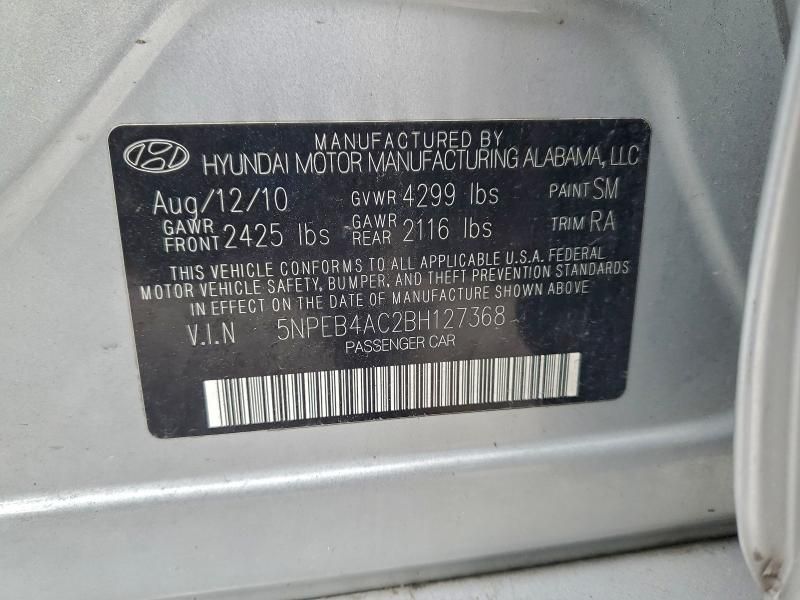 MANUFACTURED BY
HYUNDAI MOTOR MANUFACTURING ALABAMA, LLC
Aug/12/10 GVWR 4299 lbs PAINT SM
GAWR FRONT 2425 lbs GAWR REAR 2116 lbs TRIM RA
THIS VEHICLE CONFORMS TO ALL APPLICABLE U.S.A. FEDERAL
MOTOR VEHICLE SAFETY, BUMPER, AND THEFT PREVENTION STANDARDS
IN EFFECT ON THE DATE OF MANUFACTURE SHOWN ABOVE.
V.I.N 5NPEB4AC2BH127368
PASSENGER CAR